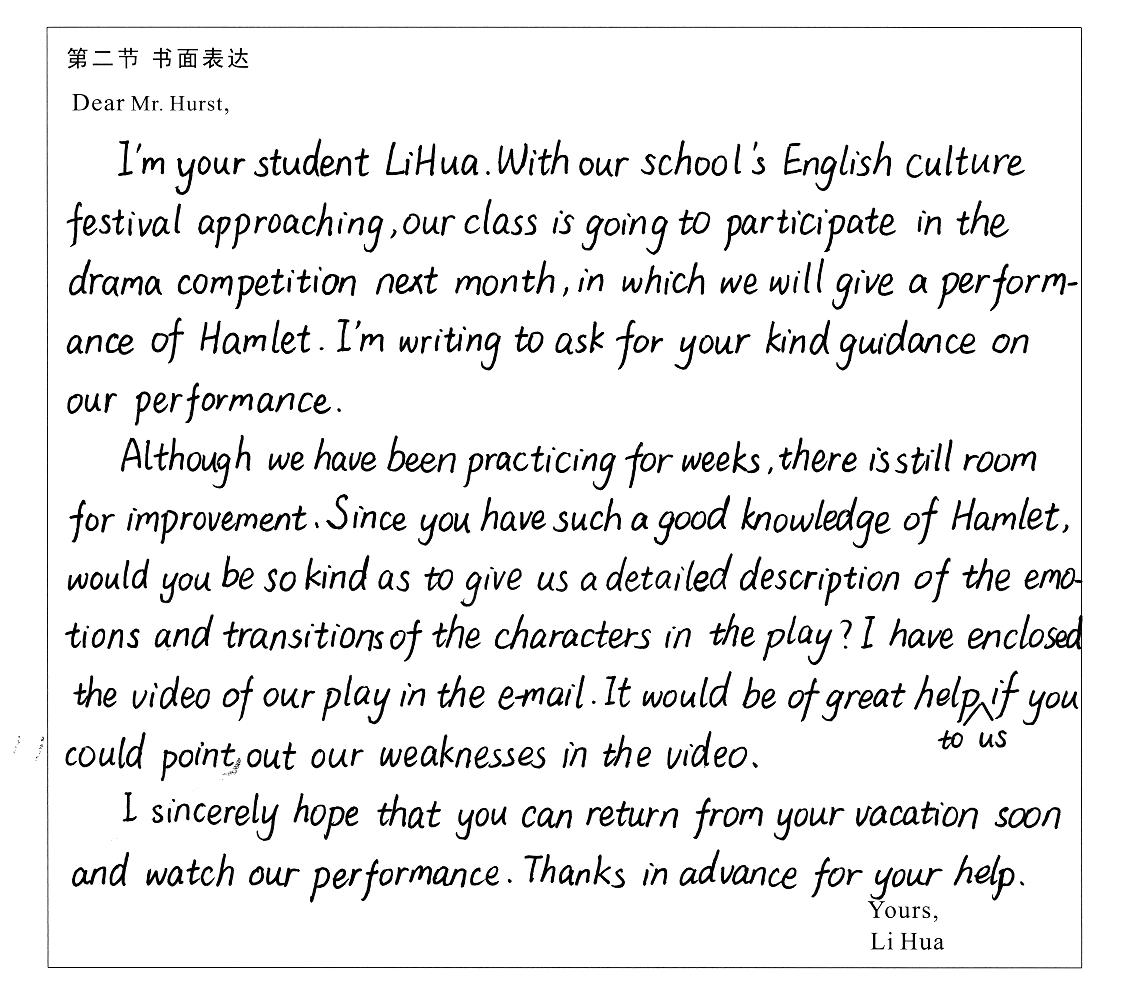 第二节 书面表达
Dear Mr. Hurst,
I'm your student LiHua. With our school's English culture
festival approaching, our class is going to participate in the
drama competition next month, in which we will give a perform-
ance of Hamlet. I'm writing to ask for your kind guidance on
our performance.
Although we have been practicing for weeks, there is still room
for improvement. Since you have such a good knowledge of Hamlet,
would you be so kind as to give us a detailed description of the emo-
tions and transitions of the characters in the play? I have enclosed
the video of our play in the e-mail. It would be of great help if you
to us
could point out our weaknesses in the video.
I sincerely hope that you can return from your vacation soon
and watch our performance. Thanks in advance for your help.
Yours,
Li Hua